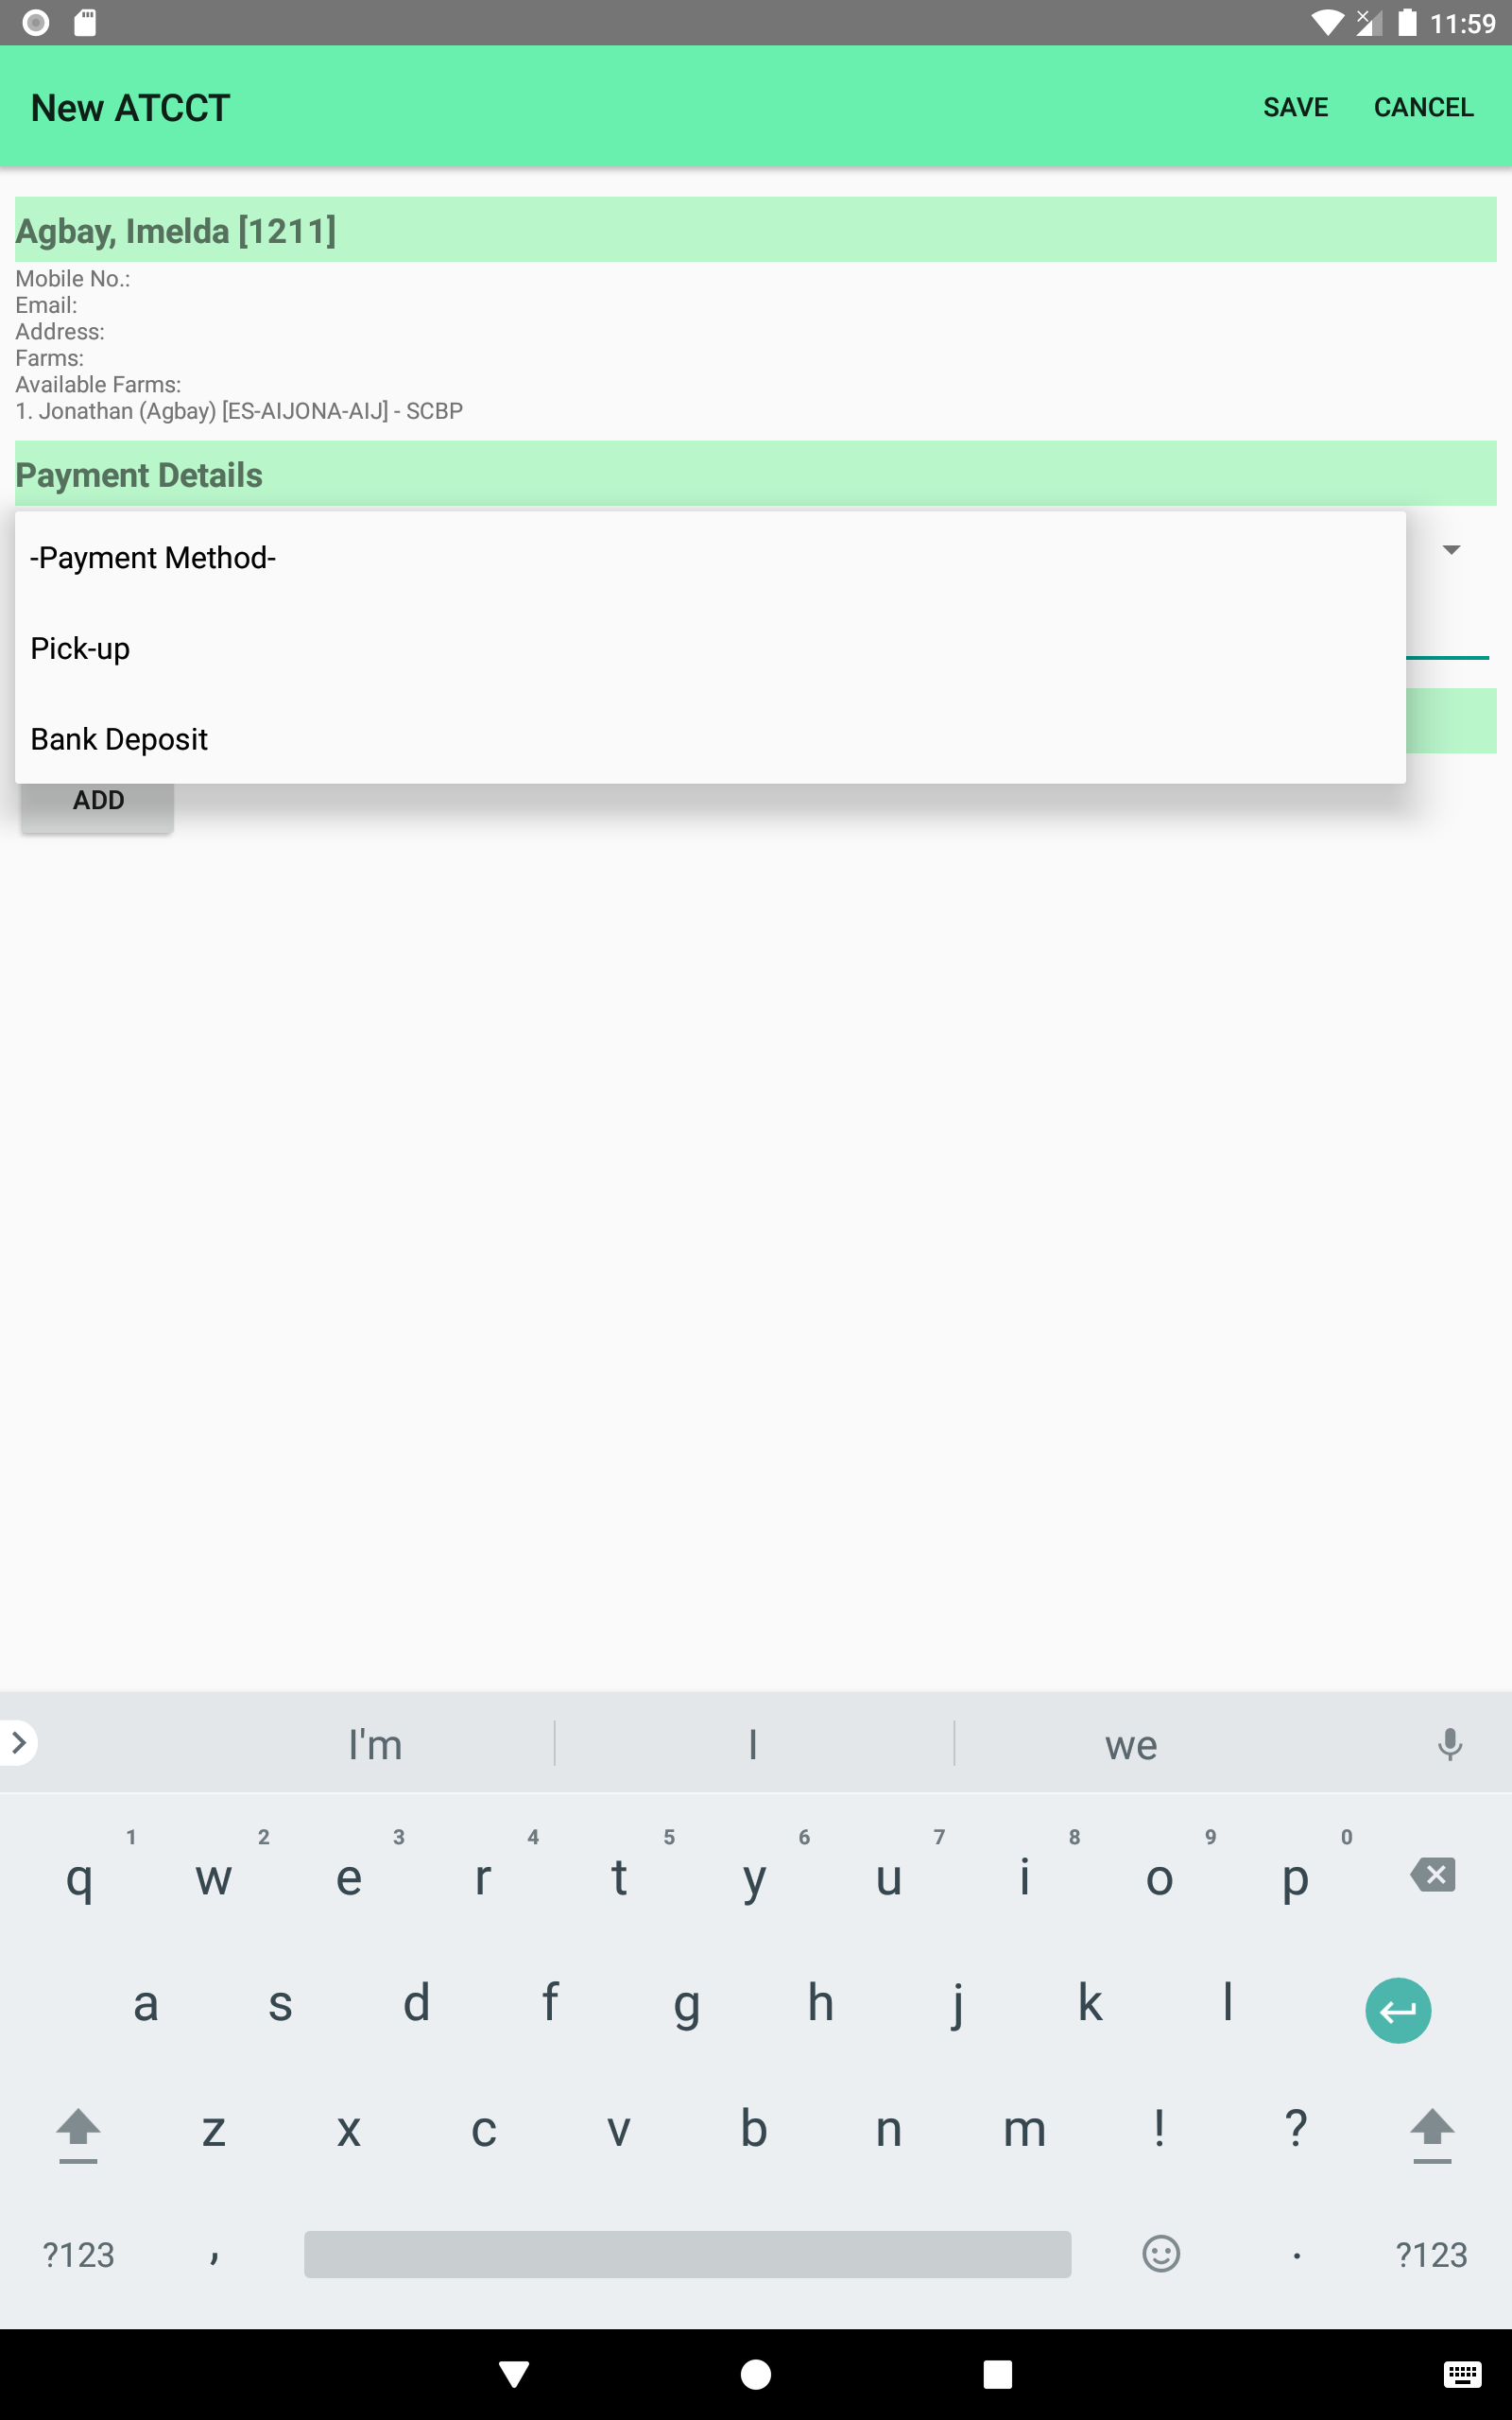 11:59
New ATCCT SAVE CANCEL
Agbay, Imelda [1211]
Mobile No.:
Email:
Address:
Farms:
Available Farms:
1. Jonathan (Agbay) [ES-AIJONA-AIJ] - SCBP
Payment Details
-Payment Method-
Pick-up
Bank Deposit
ADD
I'm I we
1 2 3 4 5 6 7 8 9 0
q w e r t y u i o p
a s d f g h j k l
z x c v b n m ! ?
?123 , . ?123